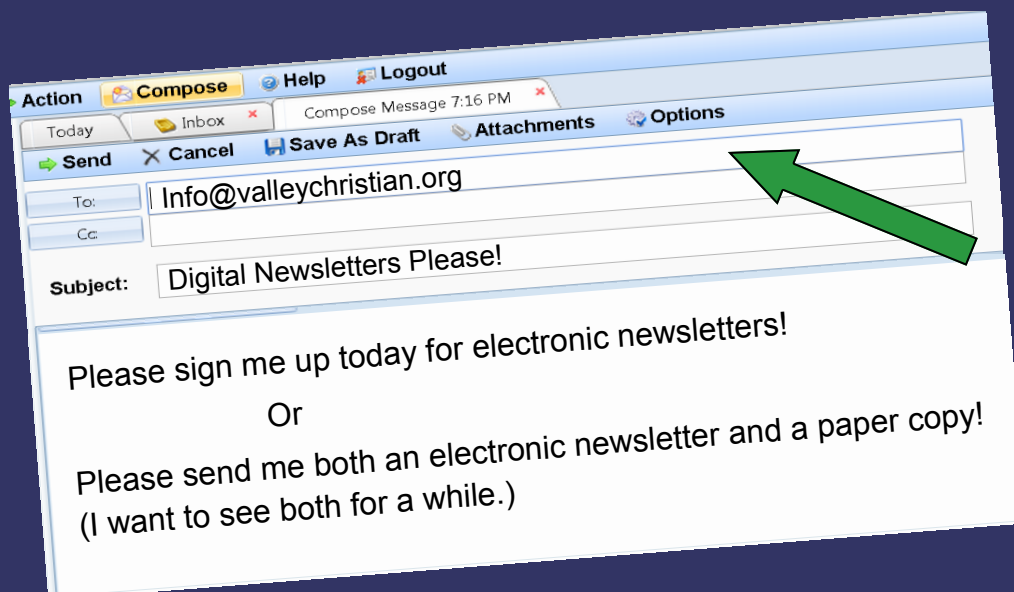 Action Compose Help Logout
Today Inbox × Compose Message 7:16 PM ×
Send Cancel Save As Draft Attachments Options
To: Info@valleychristian.org
Cc:
Subject: Digital Newsletters Please!
Please sign me up today for electronic newsletters!
Or
Please send me both an electronic newsletter and a paper copy!
(I want to see both for a while.)